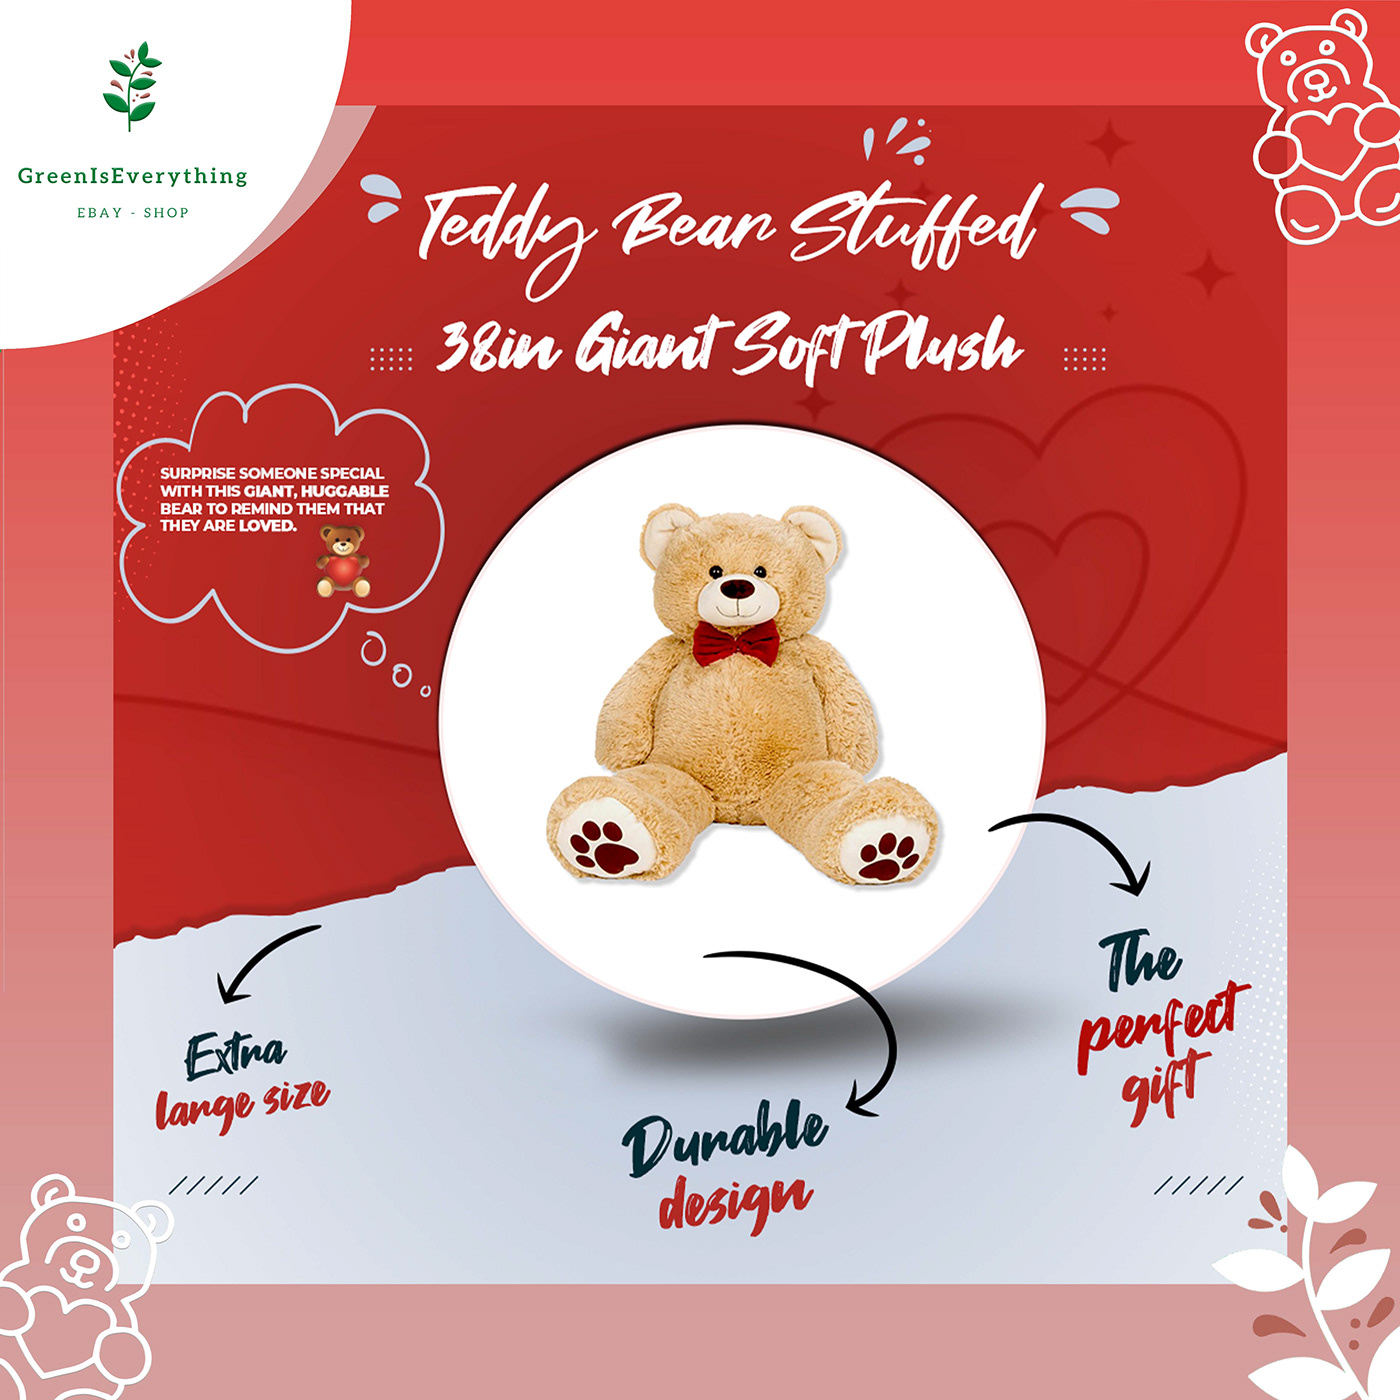 GreenIsEverything
EBAY - SHOP
Teddy Bear Stuffed
38in Giant Soft Plush
SURPRISE SOMEONE SPECIAL
WITH THIS GIANT, HUGGABLE
BEAR TO REMIND THEM THAT
THEY ARE LOVED.
The
perfect
gift
Extra
large size
Durable
design